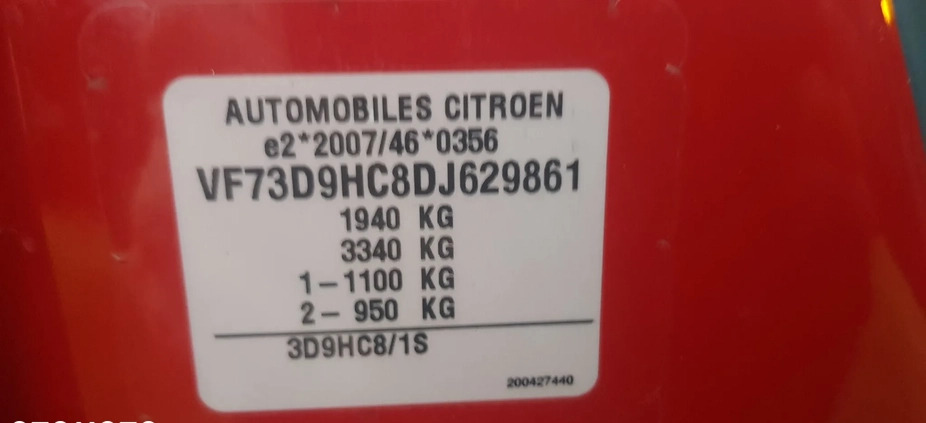 AUTOMOBILES CITROEN
e2*2007/46*0356
VF73D9HC8DJ629861
1940 KG
3340 KG
1-1100 KG
2- 950 KG
3D9HC8/1S
200427440